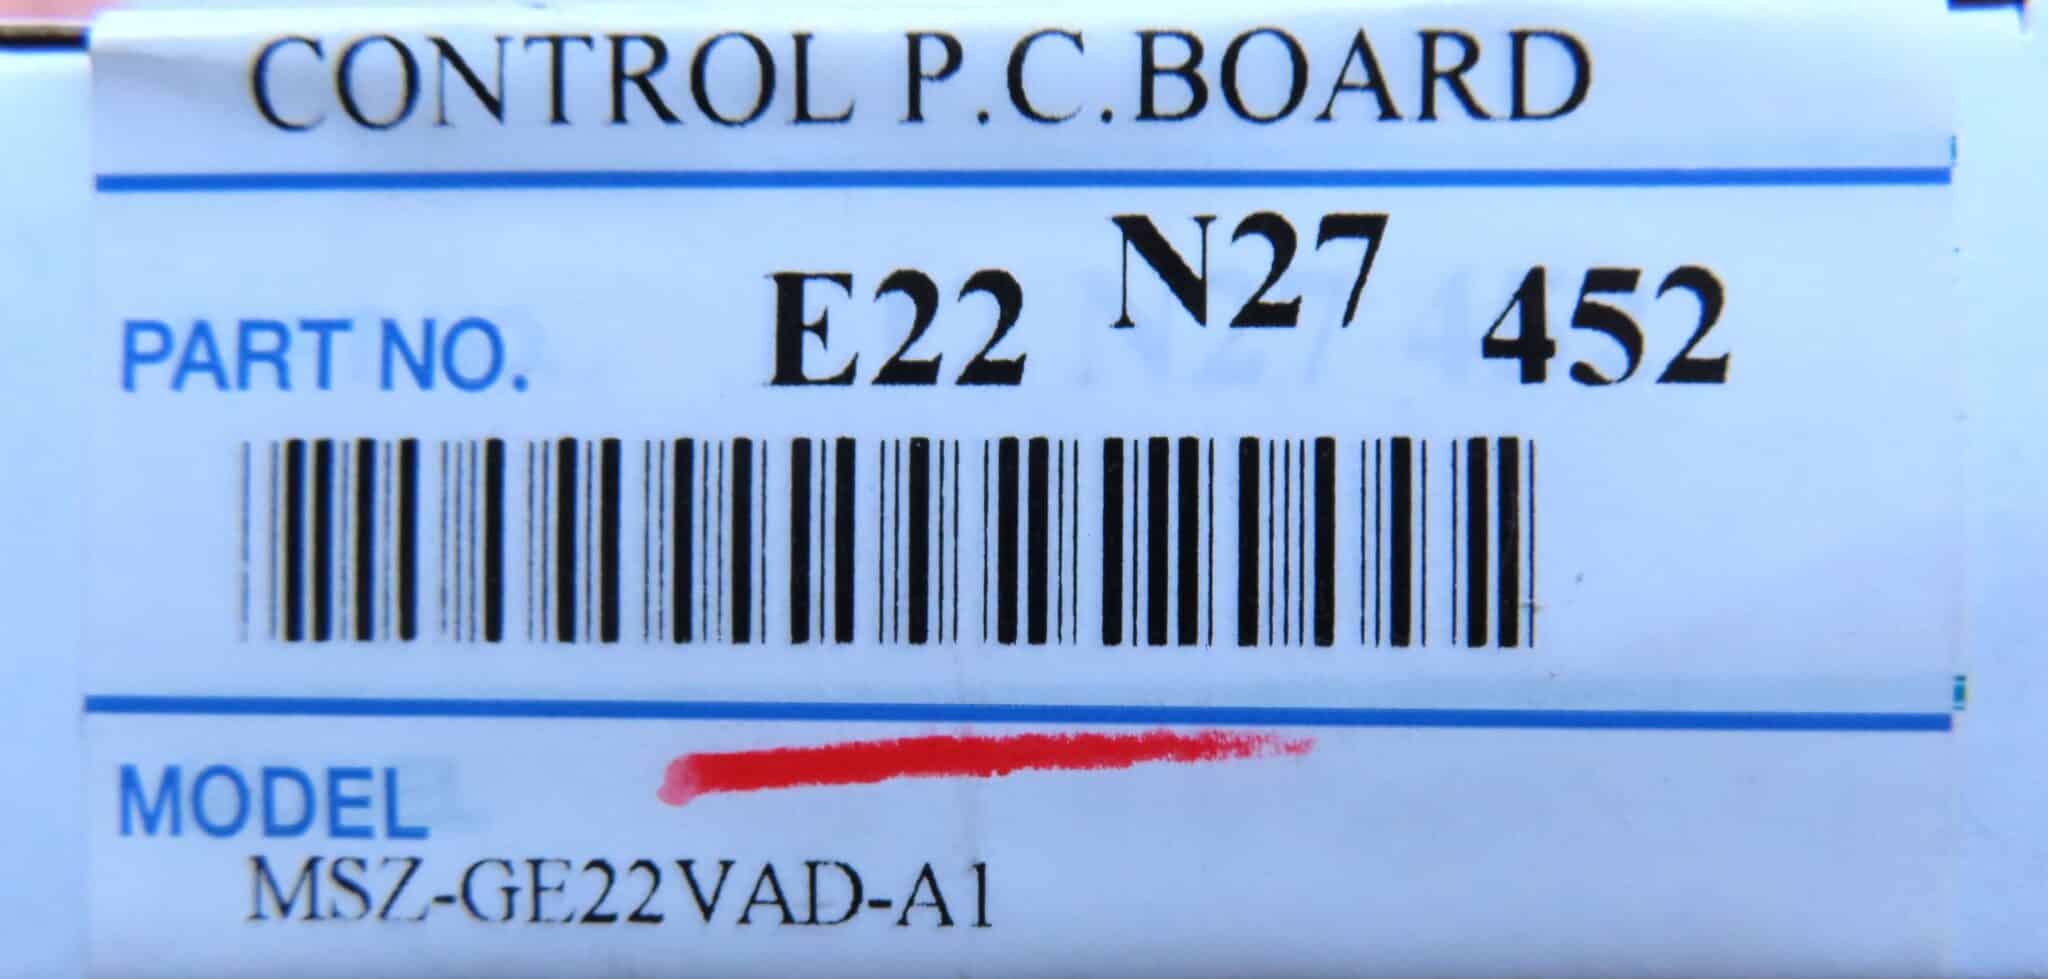 CONTROL P.C.BOARD
PART NO. E22 N27 452
MODEL
MSZ-GE22VAD-A1